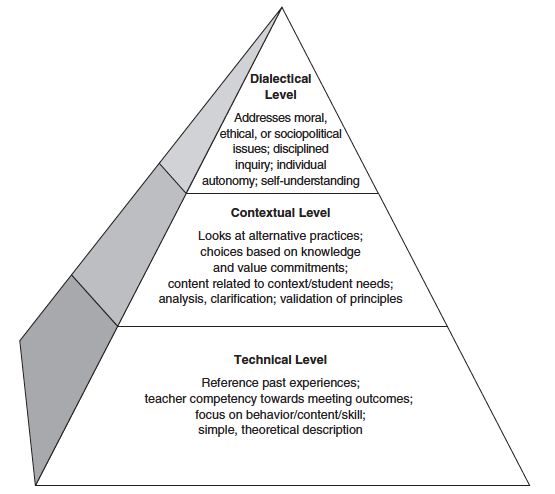 Dialectical
Level
Addresses moral,
ethical, or sociopolitical
issues; disciplined
inquiry; individual
autonomy; self-understanding
Contextual Level
Looks at alternative practices;
choices based on knowledge
and value commitments;
content related to context/student needs;
analysis, clarification; validation of principles
Technical Level
Reference past experiences;
teacher competency towards meeting outcomes;
focus on behavior/content/skill;
simple, theoretical description